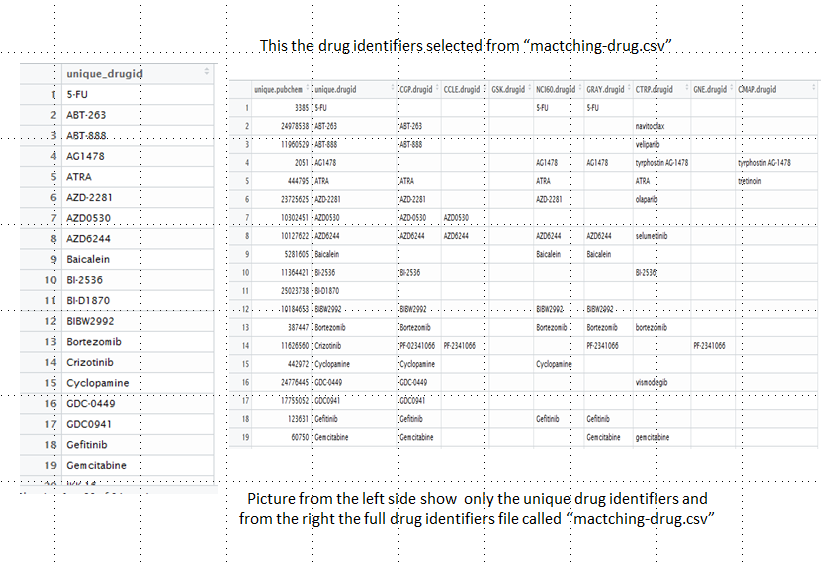 This the drug identifiers selected from “mactching-drug.csv”
unique_drugid
1 5-FU
2 ABT-263
3 ABT-888
4 AG1478
5 ATRA
6 AZD-2281
7 AZD0530
8 AZD6244
9 Baicalein
10 BI-2536
11 BI-D1870
12 BIBW2992
13 Bortezomib
14 Crizotinib
15 Cyclopamine
16 GDC-0449
17 GDC0941
18 Gefitinib
19 Gemcitabine
unique.pubchem unique.drugid CGP.drugid CCLE.drugid GSK.drugid NCI60.drugid GRAY.drugid CTRP.drugid GNE.drugid CMAP.drugid
1 3385 5-FU 5-FU 5-FU
2 24978538 ABT-263 ABT-263 navitoclax
3 11960529 ABT-888 ABT-888 veliparib
4 2051 AG1478 AG1478 AG1478 tyrphostin AG-1478 tyrphostin AG-1478
5 444795 ATRA ATRA ATRA ATRA tretinoin
6 23725625 AZD-2281 AZD-2281 AZD-2281 olaparib
7 10302451 AZD0530 AZD-0530 AZD0530
8 10127622 AZD6244 AZD6244 AZD6244 AZD6244 AZD6244 selumetinib
9 5281605 Baicalein Baicalein Baicalein
10 11364421 BI-2536 BI-2536 BI-2536
11 25023738 BI-D1870
12 10184653 BIBW2992 BIBW2992 BIBW2992 BIBW2992
13 387447 Bortezomib Bortezomib Bortezomib Bortezomib bortezomib
14 11626560 Crizotinib PF-02341066 PF-2341066 PF-2341066 PF-2341066
15 442972 Cyclopamine Cyclopamine Cyclopamine
16 24776445 GDC-0449 GDC-0449 vismodegib
17 17755052 GDC0941 GDC0941
18 123631 Gefitinib Gefitinib Gefitinib Gefitinib
19 60750 Gemcitabine Gemcitabine Gemcitabine gemcitabine
Picture from the left side show only the unique drug identifiers and
from the right the full drug identifiers file called “mactching-drug.csv”